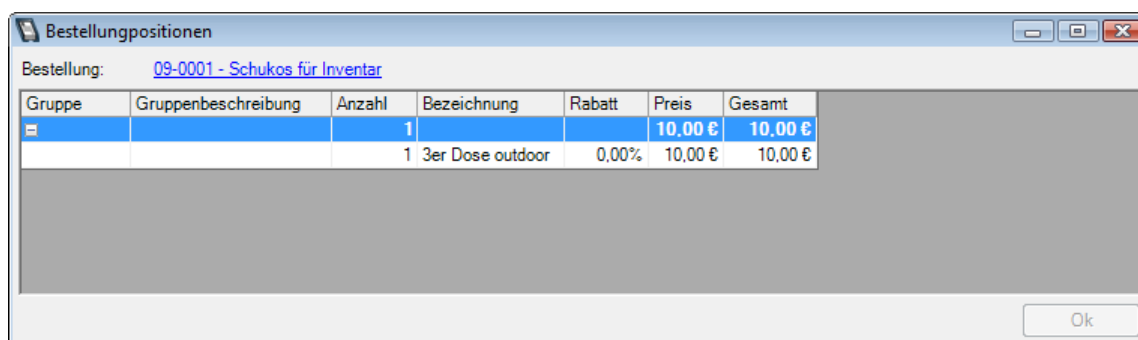 Bestellungpositionen
Bestellung: 09-0001 - Schukos für Inventar
Gruppe Gruppenbeschreibung Anzahl Bezeichnung Rabatt Preis Gesamt
1 10,00 € 10,00 €
1 3er Dose outdoor 0,00% 10,00 € 10,00 €
Ok